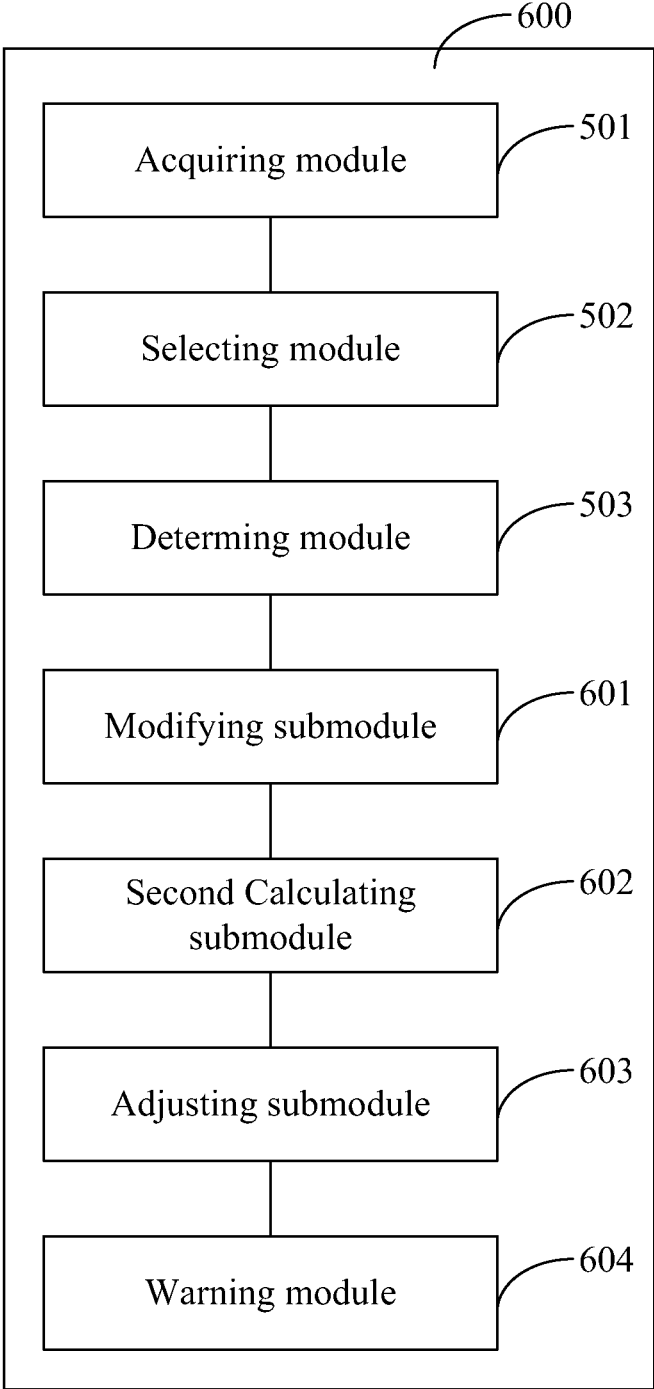 600
Acquiring module
501
Selecting module
502
Determing module
503
Modifying submodule
601
Second Calculating
submodule
602
Adjusting submodule
603
Warning module
604